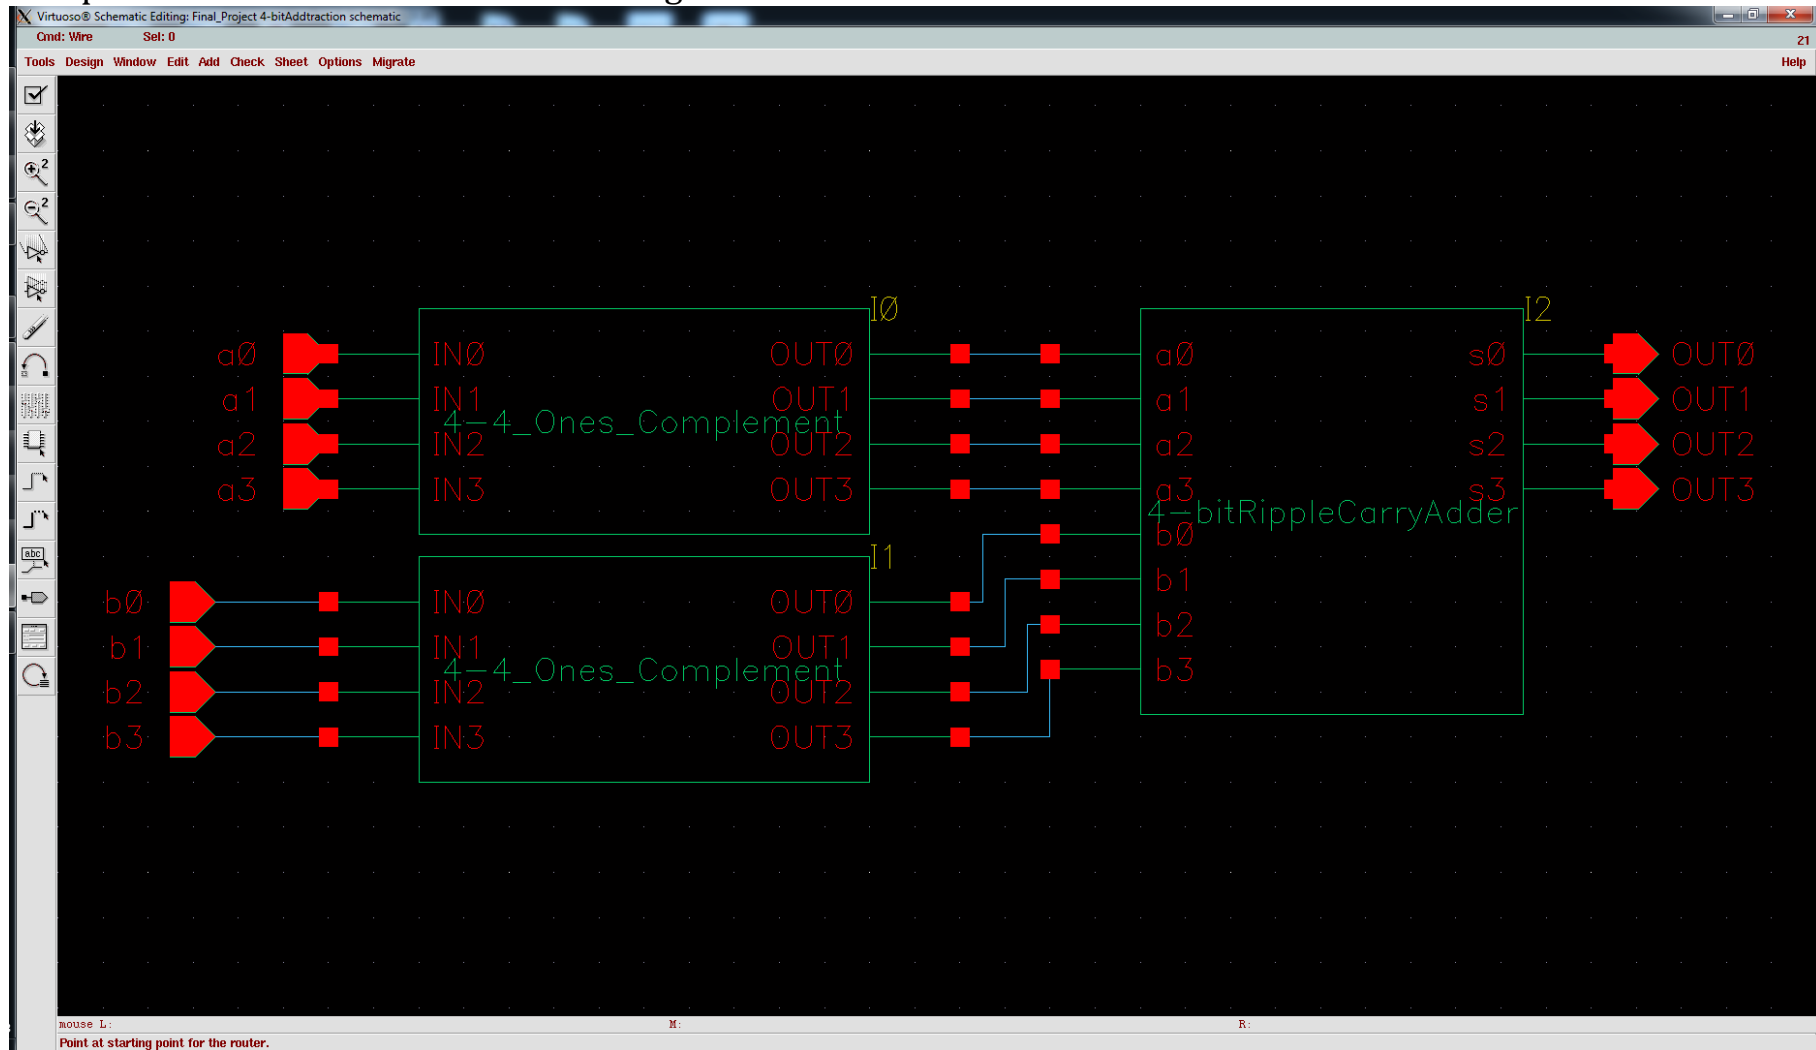 Virtuoso® Schematic Editing: Final_Project 4-bitAddtraction schematic
Cmd: Wire Sel: 0
21
Tools Design Window Edit Add Check Sheet Options Migrate Help
I0
I2
a0 IN0 OUT0 a0 s0 OUT0
a1 IN1 OUT1 a1 s1 OUT1
4-4_Ones_Complement
a2 IN2 OUT2 a2 s2 OUT2
a3 IN3 OUT3 a3 s3 OUT3
4-bitRippleCarryAdder
b0
I1
b1
b0 IN0 OUT0
b2
b1 IN1 OUT1
4-4_Ones_Complement
b3
b2 IN2 OUT2
b3 IN3 OUT3
abc
2
2
mouse L: M: R:
Point at starting point for the router.